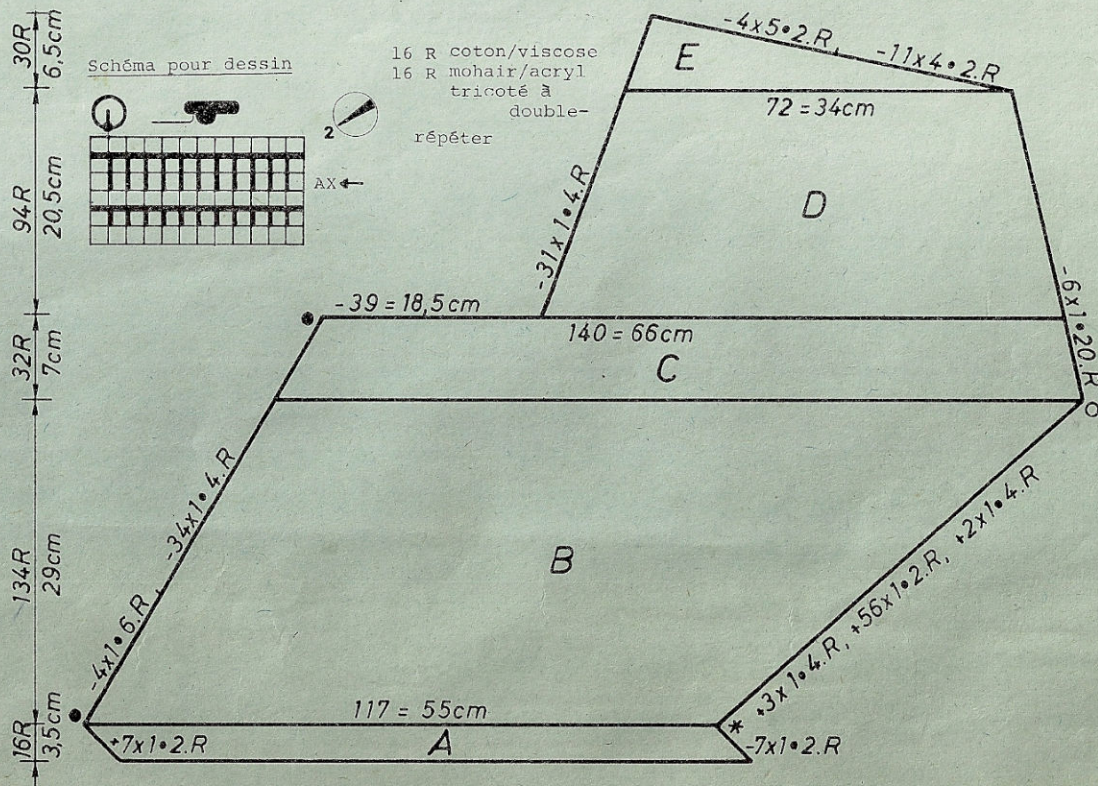 30R
6,5cm
Schéma pour dessin
16 R coton/viscose
16 R mohair/acryl
tricoté à
double-
répéter
2
AX
-4x5•2.R, -11x4•2.R
E
72 = 34cm
94R
20,5cm
D
-31x1•4.R
-6x1•20.R
-39 = 18,5cm
140 = 66cm
32R
7cm
C
134R
29cm
B
-4x1•6.R, -34x1•4.R
+3x1•4.R, +56x1•2.R, +2x1•4.R
117 = 55cm
*
16R
3,5cm
+7x1•2.R
A
-7x1•2.R